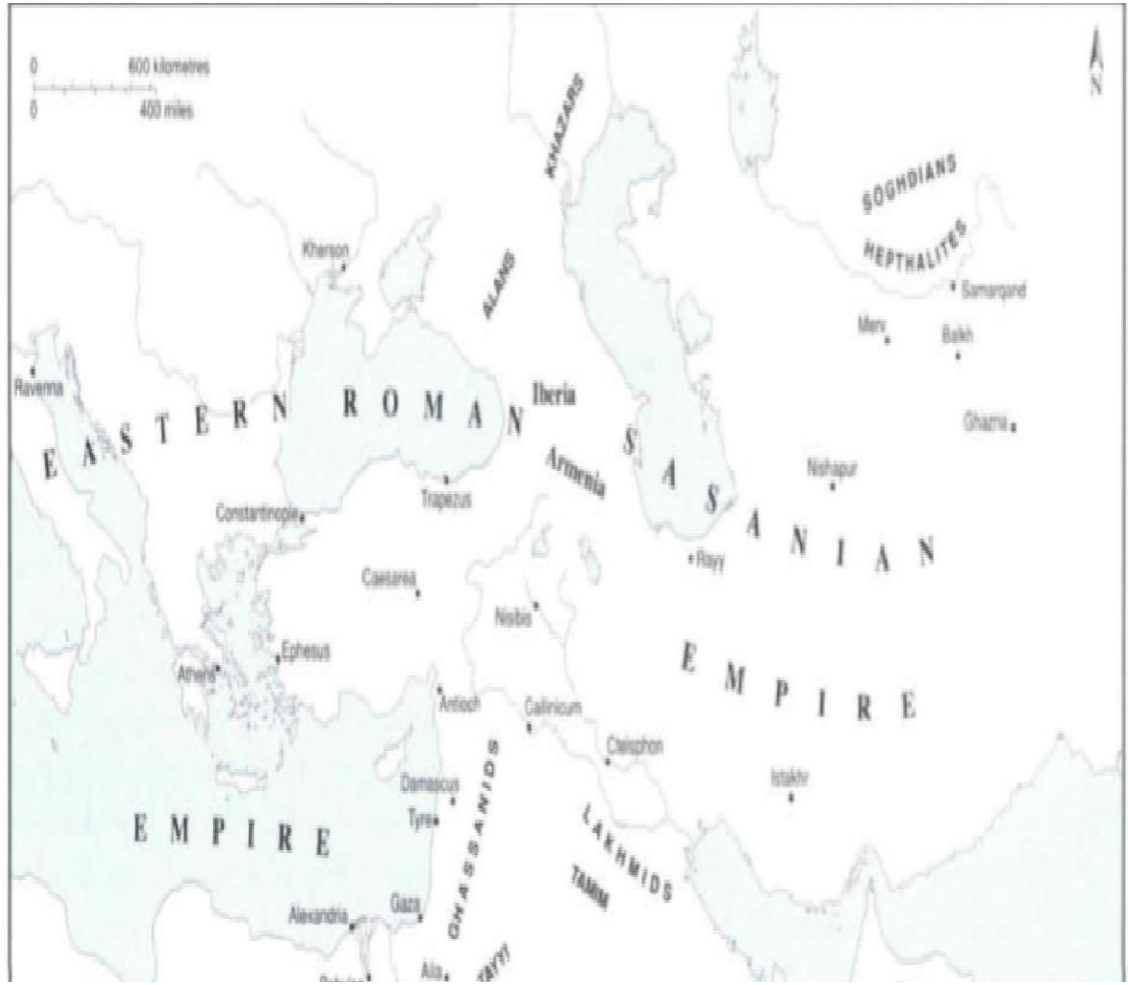 0 600 kilometres
0 400 miles
N
KHAZARS
SOGHDIANS
HEPTHALITES
Kherson
ALANS
Samarqand
Merv
Balkh
Ravenna
EASTERN ROMAN
Iberia
Ghazna
SASANIAN
Armenia
Nishapur
Trapezus
Constantinople
Rayy
Caesarea
Nisbis
Ephesus
Athens
EMPIRE
Antioch
Callinicum
Ctesiphon
GHASSANIDS
Istakhr
Damascus
Tyre
EMPIRE
LAKHMIDS
TAMIM
Gaza
Alexandria
Aila
TAYYI